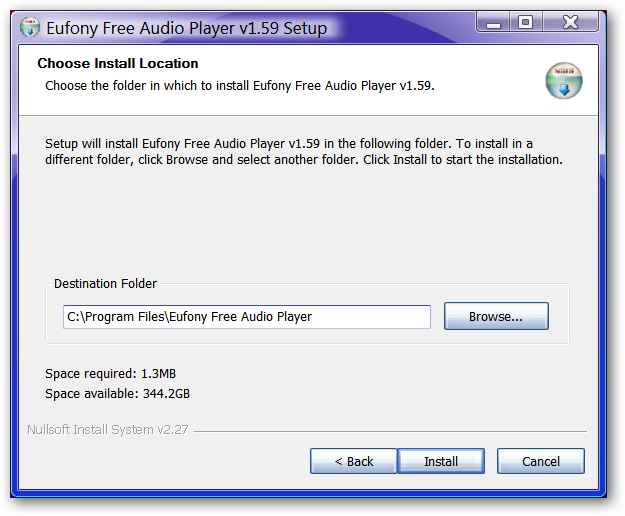 Eufony Free Audio Player v1.59 Setup
Choose Install Location
Choose the folder in which to install Eufony Free Audio Player v1.59.
Setup will install Eufony Free Audio Player v1.59 in the following folder. To install in a
different folder, click Browse and select another folder. Click Install to start the installation.
Destination Folder
C:\Program Files\Eufony Free Audio Player
Browse...
Space required: 1.3MB
Space available: 344.2GB
Nullsoft Install System v2.27
< Back
Install
Cancel